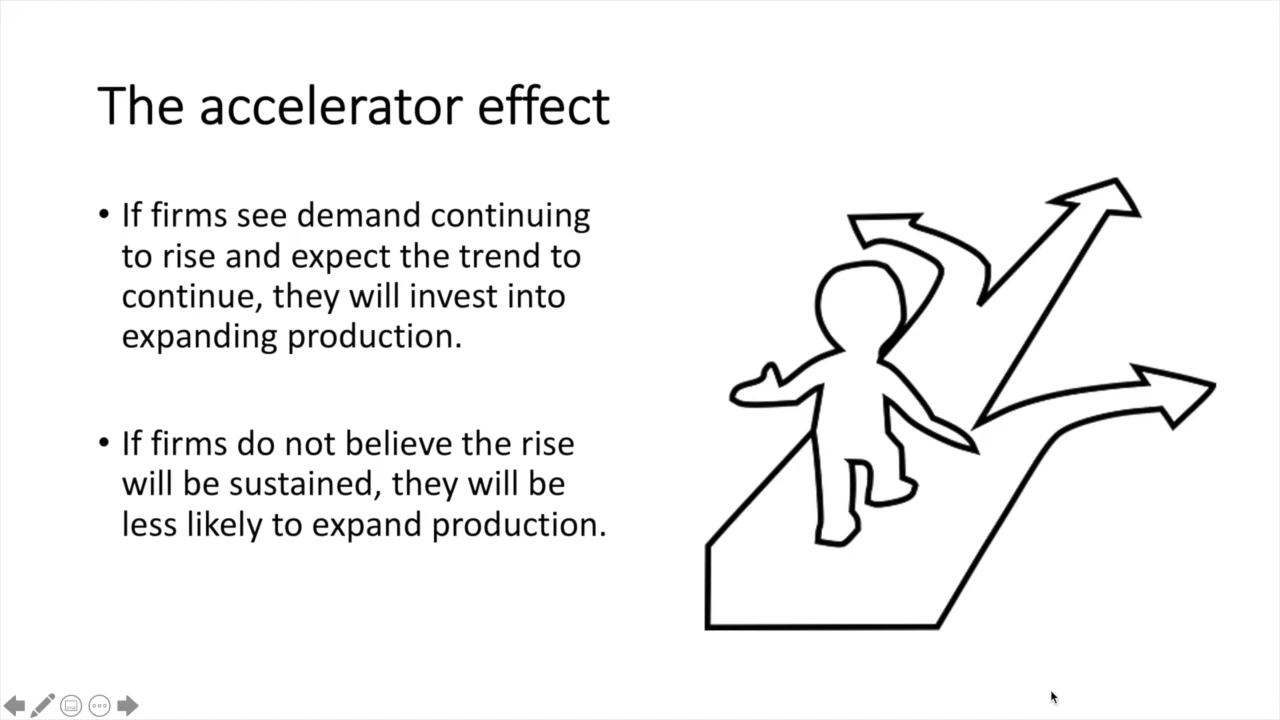 The accelerator effect
• If firms see demand continuing
to rise and expect the trend to
continue, they will invest into
expanding production.
• If firms do not believe the rise
will be sustained, they will be
less likely to expand production.